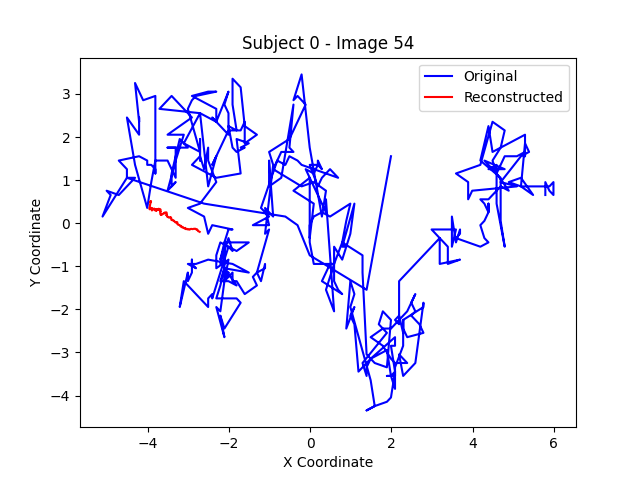 Subject 0 - Image 54
Original
Reconstructed
Y Coordinate
3
2
1
0
−1
−2
−3
−4
−4
−2
0
2
4
6
X Coordinate